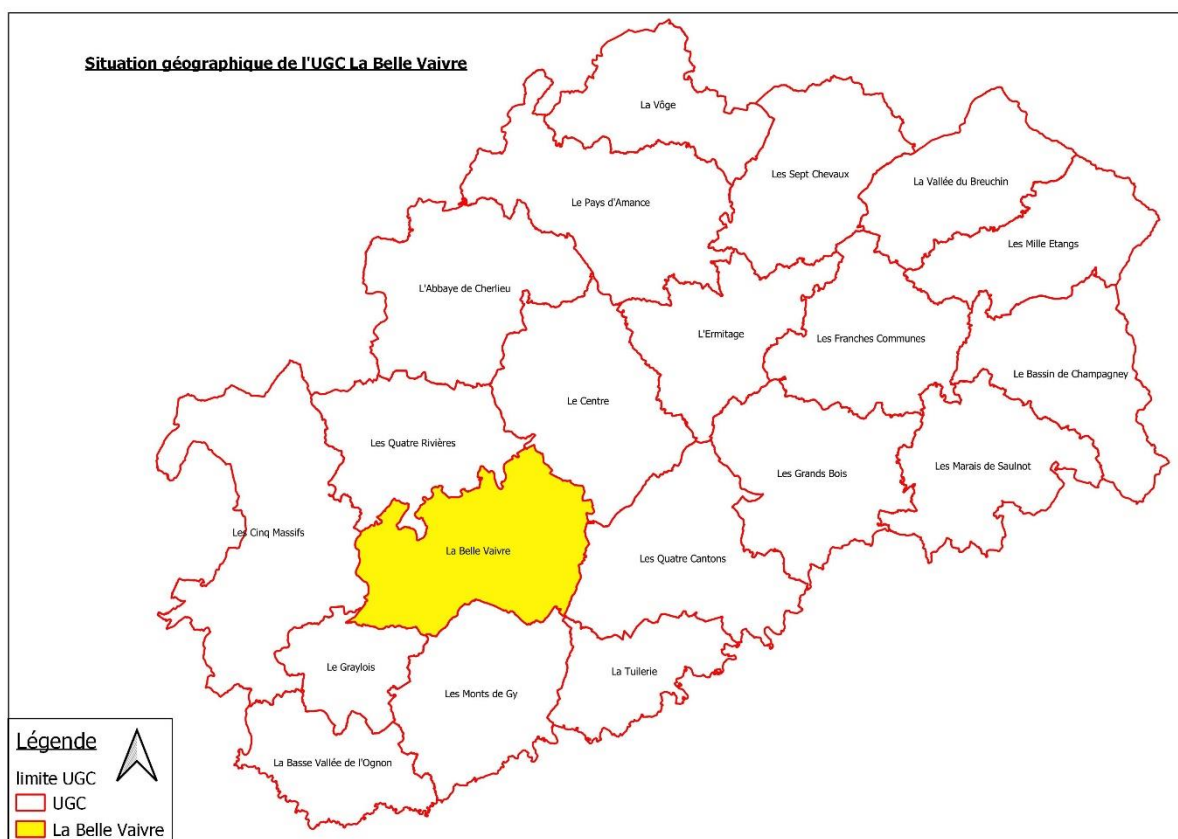 Situation géographique de l'UGC La Belle Vaivre
La Vôge
Les Sept Chevaux
La Vallée du Breuchin
Le Pays d'Amance
Les Mille Etangs
L'Abbaye de Cherlieu
L'Ermitage
Les Franches Communes
Le Bassin de Champagney
Le Centre
Les Quatre Rivières
Les Grands Bois
Les Marais de Saulnot
Les Cinq Massifs
La Belle Vaivre
Les Quatre Cantons
Le Graylois
La Tuilerie
Les Monts de Gy
La Basse Vallée de l'Ognon
Légende
limite UGC
UGC
La Belle Vaivre